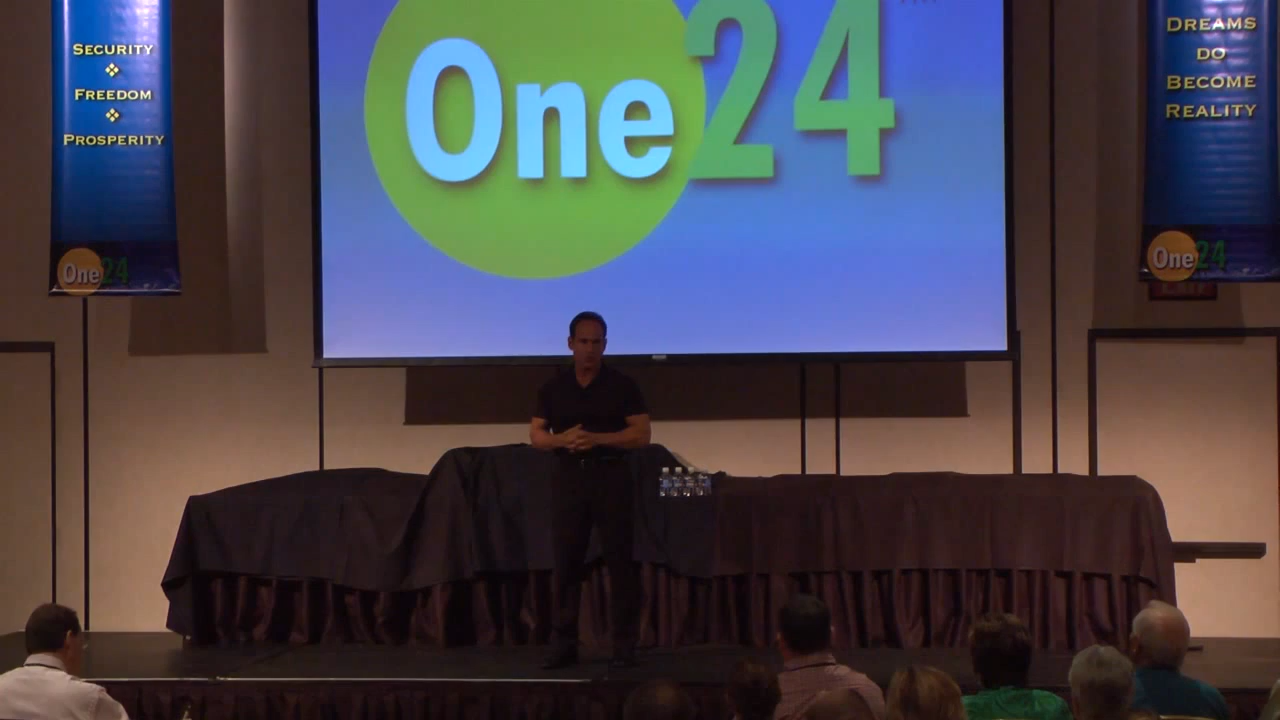 SECURITY
FREEDOM
PROSPERITY
One24
One24
DREAMS
DO
BECOME
REALITY
One24